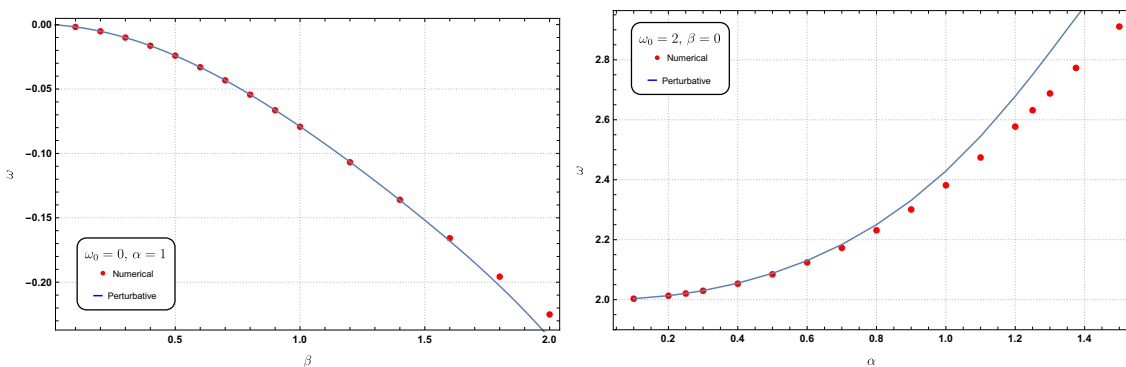 0.00
-0.05
-0.10
-0.15
-0.20
ω
ω₀ = 0, α = 1
Numerical
Perturbative
0.5
1.0
1.5
2.0
β
2.8
2.6
2.4
2.2
2.0
ω
ω₀ = 2, β = 0
Numerical
Perturbative
0.2
0.4
0.6
0.8
1.0
1.2
1.4
α